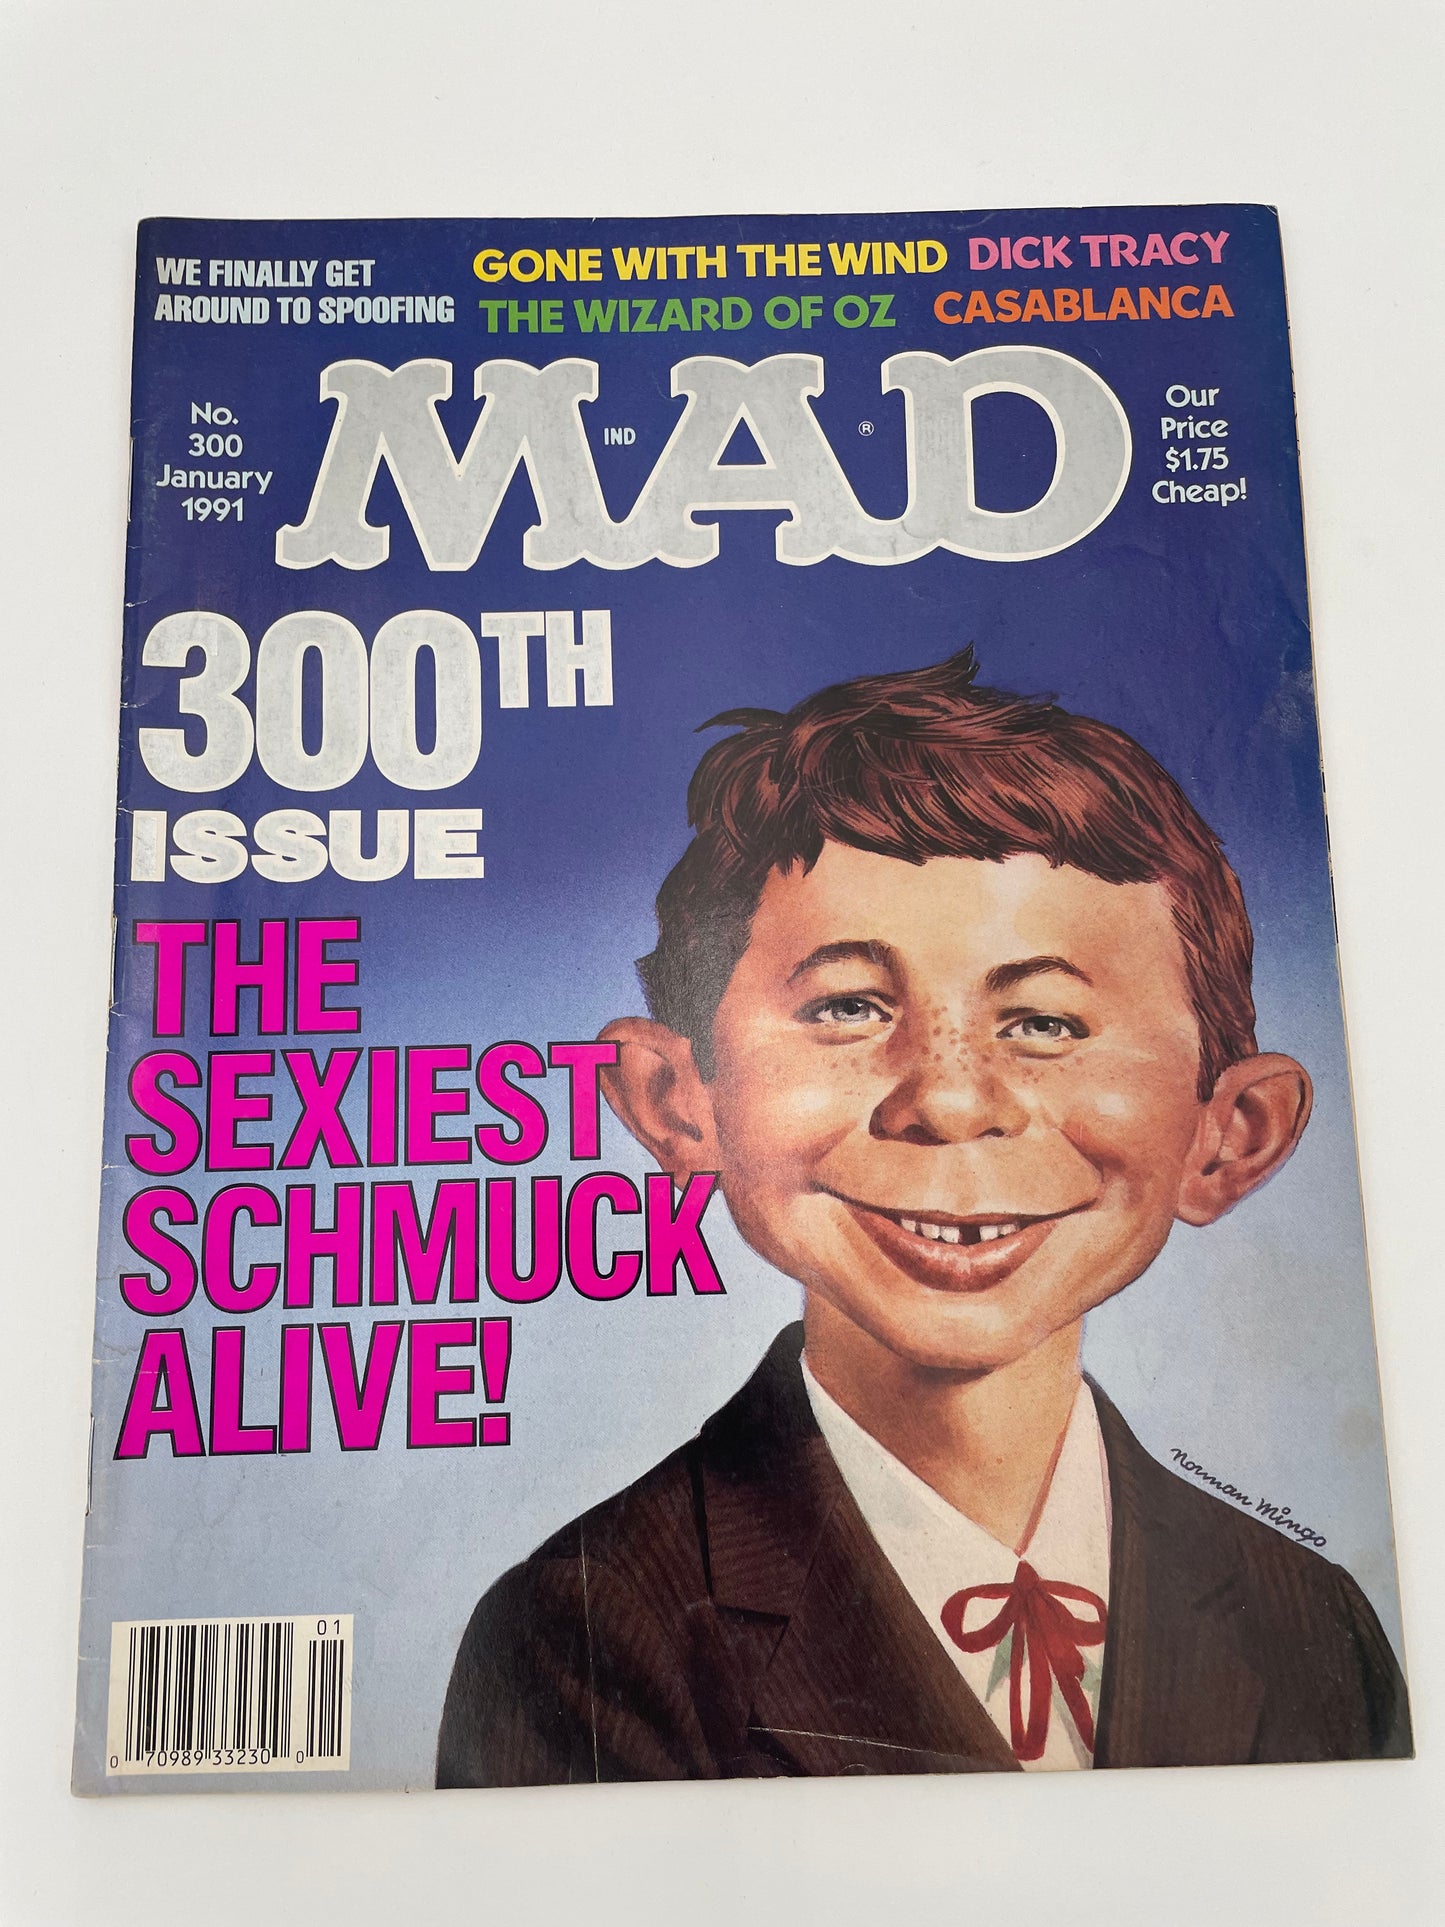 WE FINALLY GET
AROUND TO SPOOFING
GONE WITH THE WIND DICK TRACY
THE WIZARD OF OZ CASABLANCA
No.
300
January
1991
MAD
IND
®
Our
Price
$1.75
Cheap!
300TH
ISSUE
THE
SEXIEST
SCHMUCK
ALIVE!
Norman Mingo
01
0 70989 33230 0